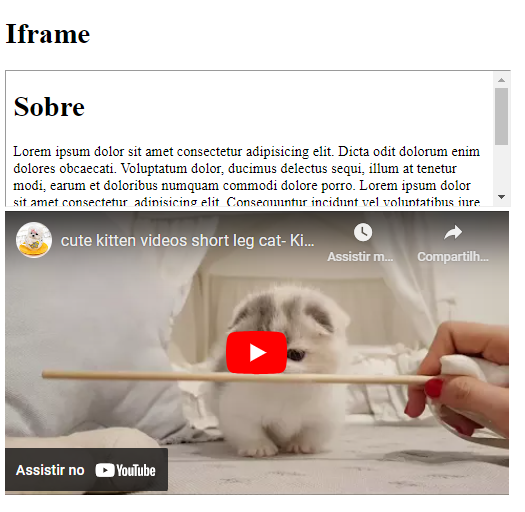 Iframe
Sobre
Lorem ipsum dolor sit amet consectetur adipisicing elit. Dicta odit dolorum enim
dolores obcaecati. Voluptatum dolor, ducimus delectus sequi, illum at tenetur
modi, earum et doloribus numquam commodi dolore porro. Lorem ipsum dolor
sit amet consectetur, adipisicing elit. Consequuntur incidunt vel voluptatibus iure
cute kitten videos short leg cat- Ki...
Assistir m...
Compartilh...
Assistir no YouTube